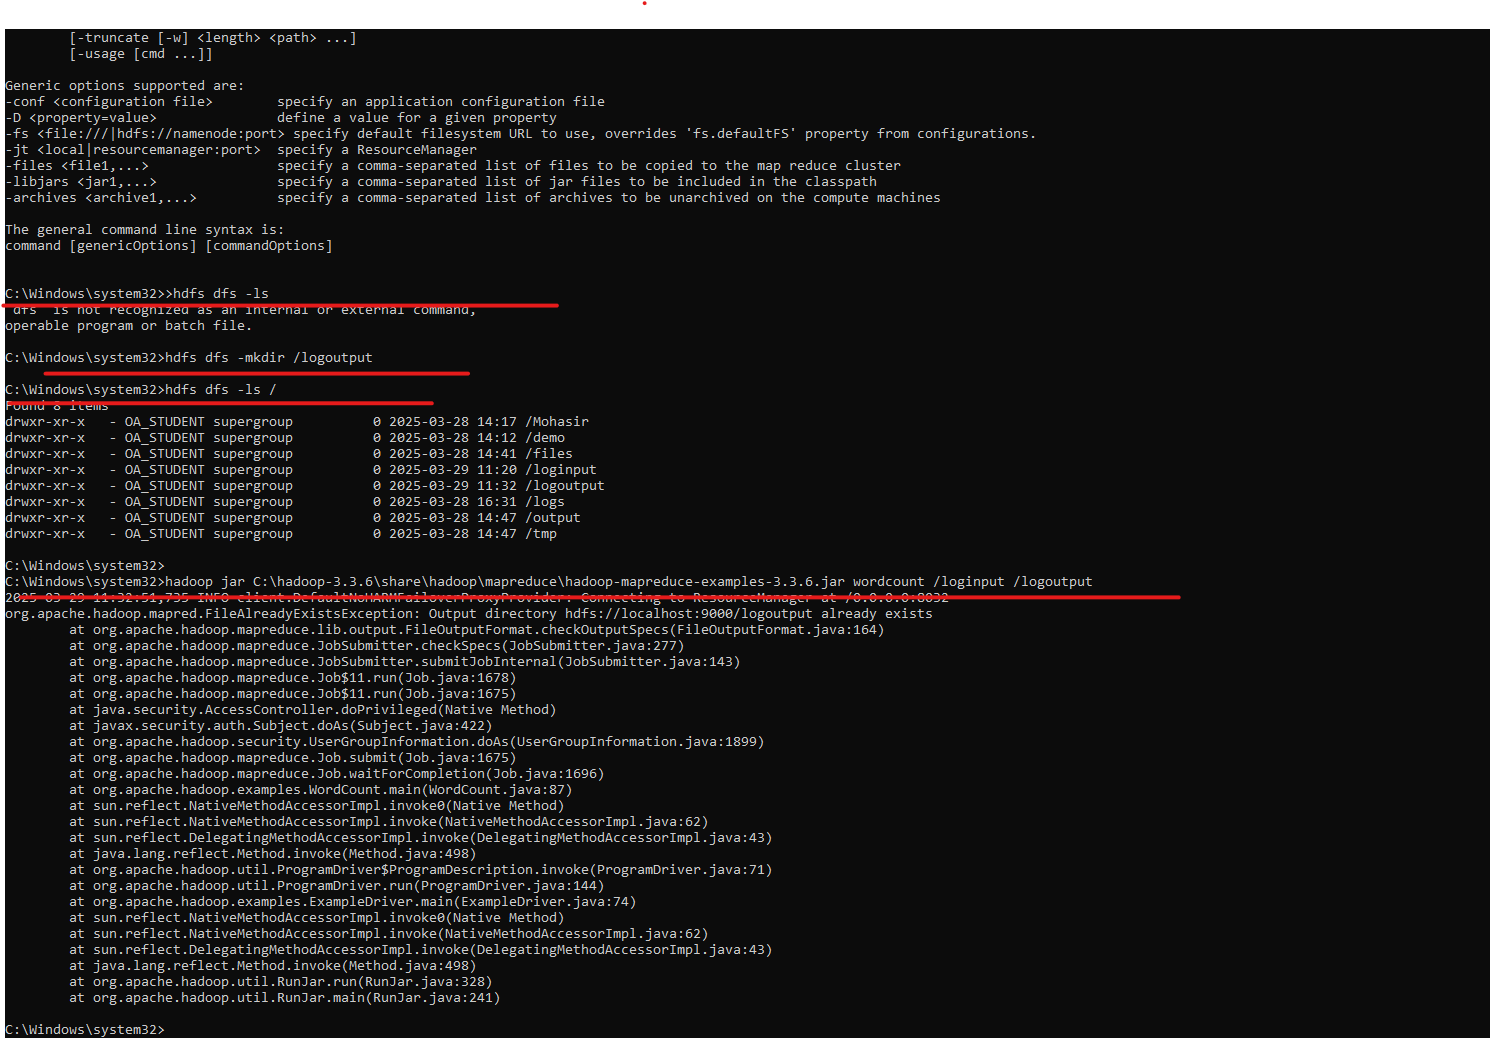 [-truncate [-w] <length> <path> ...]
[-usage [cmd ...]]
Generic options supported are:
-conf <configuration file>        specify an application configuration file
-D <property=value>               define a value for a given property
-fs <file:///|hdfs://namenode:port> specify default filesystem URL to use, overrides 'fs.defaultFS' property from configurations.
-jt <local|resourcemanager:port>  specify a ResourceManager
-files <file1,...>                specify a comma-separated list of files to be copied to the map reduce cluster
-libjars <jar1,...>               specify a comma-separated list of jar files to be included in the classpath
-archives <archive1,...>          specify a comma-separated list of archives to be unarchived on the compute machines
The general command line syntax is:
command [genericOptions] [commandOptions]
C:\Windows\system32>>hdfs dfs -ls
'dfs' is not recognized as an internal or external command,
operable program or batch file.
C:\Windows\system32>hdfs dfs -mkdir /logoutput
C:\Windows\system32>hdfs dfs -ls /
Found 8 items
drwxr-xr-x   - OA_STUDENT supergroup          0 2025-03-28 14:17 /Mohasir
drwxr-xr-x   - OA_STUDENT supergroup          0 2025-03-28 14:12 /demo
drwxr-xr-x   - OA_STUDENT supergroup          0 2025-03-28 14:41 /files
drwxr-xr-x   - OA_STUDENT supergroup          0 2025-03-29 11:20 /loginput
drwxr-xr-x   - OA_STUDENT supergroup          0 2025-03-29 11:32 /logoutput
drwxr-xr-x   - OA_STUDENT supergroup          0 2025-03-28 16:31 /logs
drwxr-xr-x   - OA_STUDENT supergroup          0 2025-03-28 14:47 /output
drwxr-xr-x   - OA_STUDENT supergroup          0 2025-03-28 14:47 /tmp
C:\Windows\system32>
C:\Windows\system32>hadoop jar C:\hadoop-3.3.6\share\hadoop\mapreduce\hadoop-mapreduce-examples-3.3.6.jar wordcount /loginput /logoutput
2025-03-29 11:32:51,735 INFO client.DefaultNoHARMFailoverProxyProvider: Connecting to ResourceManager at /0.0.0.0:8032
org.apache.hadoop.mapred.FileAlreadyExistsException: Output directory hdfs://localhost:9000/logoutput already exists
at org.apache.hadoop.mapreduce.lib.output.FileOutputFormat.checkOutputSpecs(FileOutputFormat.java:164)
at org.apache.hadoop.mapreduce.JobSubmitter.checkSpecs(JobSubmitter.java:277)
at org.apache.hadoop.mapreduce.JobSubmitter.submitJobInternal(JobSubmitter.java:143)
at org.apache.hadoop.mapreduce.Job$11.run(Job.java:1678)
at org.apache.hadoop.mapreduce.Job$11.run(Job.java:1675)
at java.security.AccessController.doPrivileged(Native Method)
at javax.security.auth.Subject.doAs(Subject.java:422)
at org.apache.hadoop.security.UserGroupInformation.doAs(UserGroupInformation.java:1899)
at org.apache.hadoop.mapreduce.Job.submit(Job.java:1675)
at org.apache.hadoop.mapreduce.Job.waitForCompletion(Job.java:1696)
at org.apache.hadoop.examples.WordCount.main(WordCount.java:87)
at sun.reflect.NativeMethodAccessorImpl.invoke0(Native Method)
at sun.reflect.NativeMethodAccessorImpl.invoke(NativeMethodAccessorImpl.java:62)
at sun.reflect.DelegatingMethodAccessorImpl.invoke(DelegatingMethodAccessorImpl.java:43)
at java.lang.reflect.Method.invoke(Method.java:498)
at org.apache.hadoop.util.ProgramDriver$ProgramDescription.invoke(ProgramDriver.java:71)
at org.apache.hadoop.util.ProgramDriver.run(ProgramDriver.java:144)
at org.apache.hadoop.examples.ExampleDriver.main(ExampleDriver.java:74)
at sun.reflect.NativeMethodAccessorImpl.invoke0(Native Method)
at sun.reflect.NativeMethodAccessorImpl.invoke(NativeMethodAccessorImpl.java:62)
at sun.reflect.DelegatingMethodAccessorImpl.invoke(DelegatingMethodAccessorImpl.java:43)
at java.lang.reflect.Method.invoke(Method.java:498)
at org.apache.hadoop.util.RunJar.run(RunJar.java:328)
at org.apache.hadoop.util.RunJar.main(RunJar.java:241)
C:\Windows\system32>